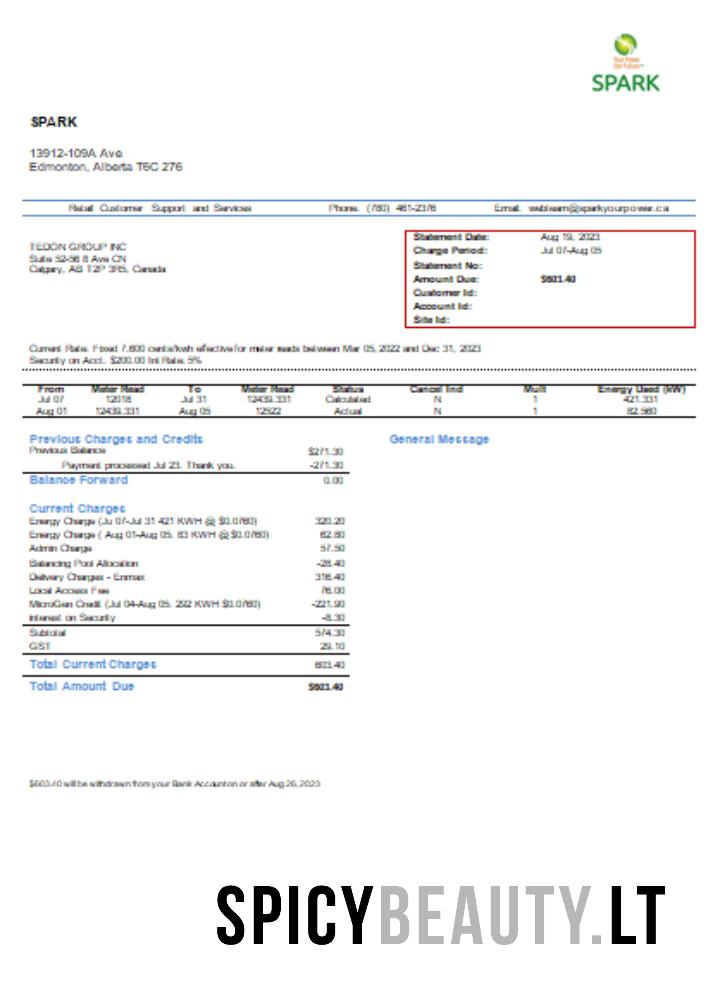 Your Power.
Our Future.™
SPARK
SPARK
13912-109A Ave
Edmonton, Alberta T6C 276
Retail Customer Support and Services Phone. (780) 461-2376 Email. webteam@sparkyourpower.ca
TEDON GROUP INC
Suite 52-56 8 Ave CN
Calgary, AB T2P 3R5, Canada
Statement Date: Aug 19, 2023
Charge Period: Jul 07-Aug 05
Statement No:
Amount Due: $603.40
Customer Id:
Account Id:
Site Id:
Current Rate: Fixed 7.600 cents/kwh effective for meter reads between Mar 05, 2022 and Dec 31, 2023
Security on Acct.: $200.00 Int Rate: 5%
From Meter Read To Meter Read Status Cancel Ind Mult Energy Used (kW)
Jul 07 12018 Jul 31 12439.331 Calculated N 1 421.331
Aug 01 12439.331 Aug 05 12522 Actual N 1 82.560
Previous Charges and Credits
Previous Balance $271.30
Payment processed Jul 23. Thank you. -271.30
Balance Forward 0.00
General Message
Current Charges
Energy Charge (Ju 07-Jul 31 421 KWH @ $0.0760) 320.20
Energy Charge ( Aug 01-Aug 05. 83 KWH @ $0.0760) 62.80
Admin Charge 57.50
Balancing Pool Allocation -28.40
Delivery Charges - Enmax 316.40
Local Access Fee 76.00
MicroGen Credit (Jul 04-Aug 05. 292 KWH $0.0760) -221.90
Interest on Security -8.30
Subtotal 574.30
GST 29.10
Total Current Charges 603.40
Total Amount Due $603.40
$603.40 will be withdrawn from your Bank Accounton or after Aug 26, 2023
SPICYBEAUTY.LT